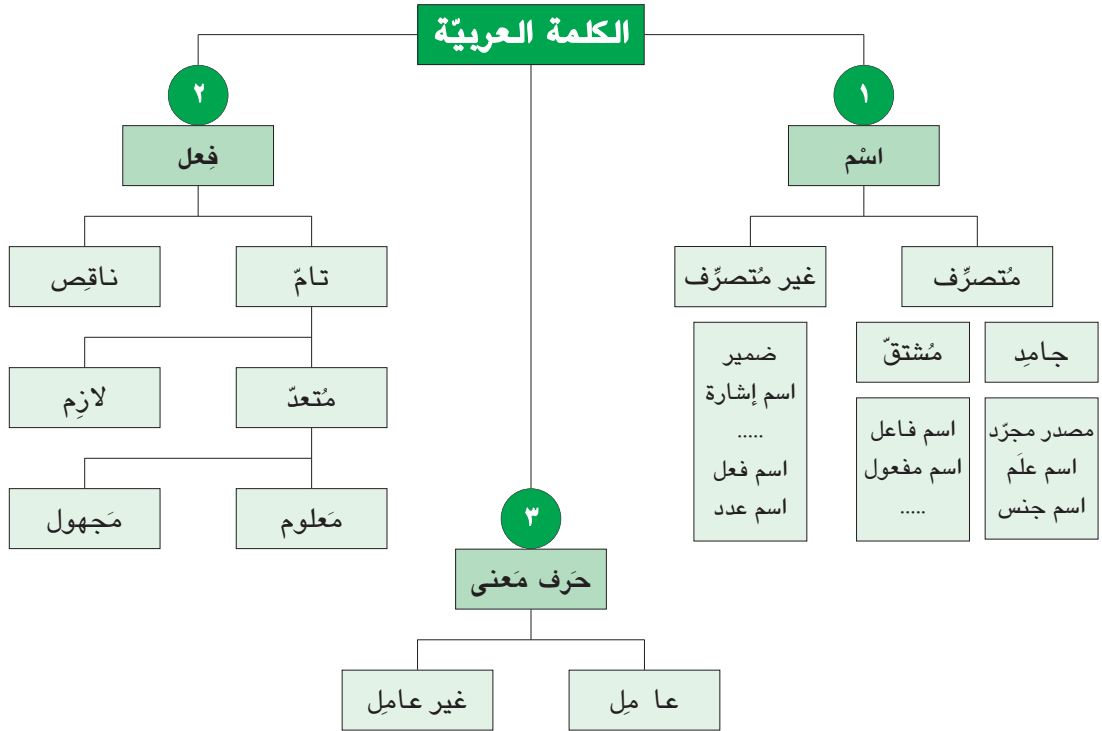 الكلمة العربيّة
١
اسْم
مُتصرِّف
غير مُتصرِّف
جامِد
مُشتقّ
مصدر مجرّد
اسم علَم
اسم جنس
اسم فاعل
اسم مفعول
.....
ضمير
اسم إشارة
.....
اسم فعل
اسم عدد
٢
فِعل
تامّ
ناقِص
مُتعدّ
لازِم
مَعلوم
مَجهول
٣
حَرف مَعنى
عا مِل
غير عامِل